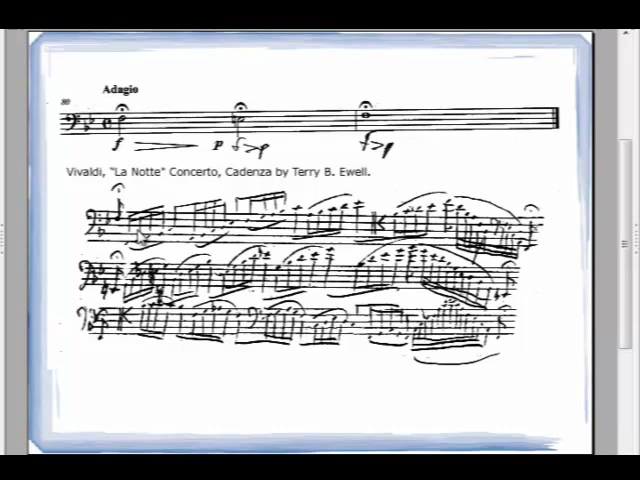 Adagio
80
f p f>p f>p
Vivaldi, "La Notte" Concerto, Cadenza by Terry B. Ewell.